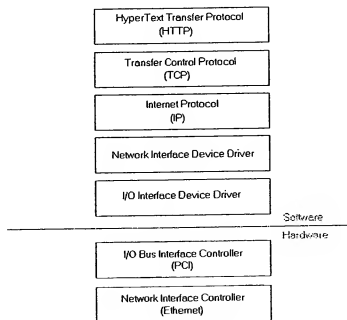 HyperText Transfer Protocol
(HTTP)
Transfer Control Protocol
(TCP)
Internet Protocol
(IP)
Network Interface Device Driver
I/O Interface Device Driver
Software
Hardware
I/O Bus Interface Controller
(PCI)
Network Interface Controller
(Ethernet)